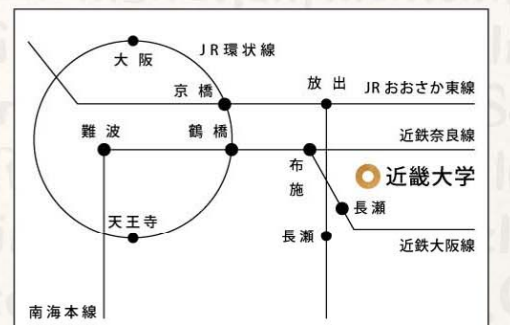 大阪
JR環状線
京橋
放出
JRおおさか東線
難波
鶴橋
近鉄奈良線
布施
近畿大学
長瀬
天王寺
長瀬
近鉄大阪線
南海本線